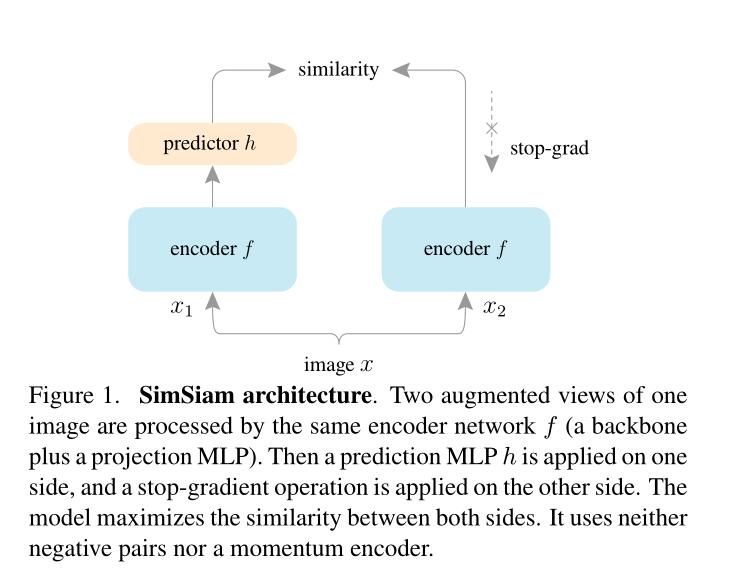 similarity
predictor h
stop-grad
encoder f
encoder f
x1
x2
image x
Figure 1. SimSiam architecture. Two augmented views of one
image are processed by the same encoder network f (a backbone
plus a projection MLP). Then a prediction MLP h is applied on one
side, and a stop-gradient operation is applied on the other side. The
model maximizes the similarity between both sides. It uses neither
negative pairs nor a momentum encoder.